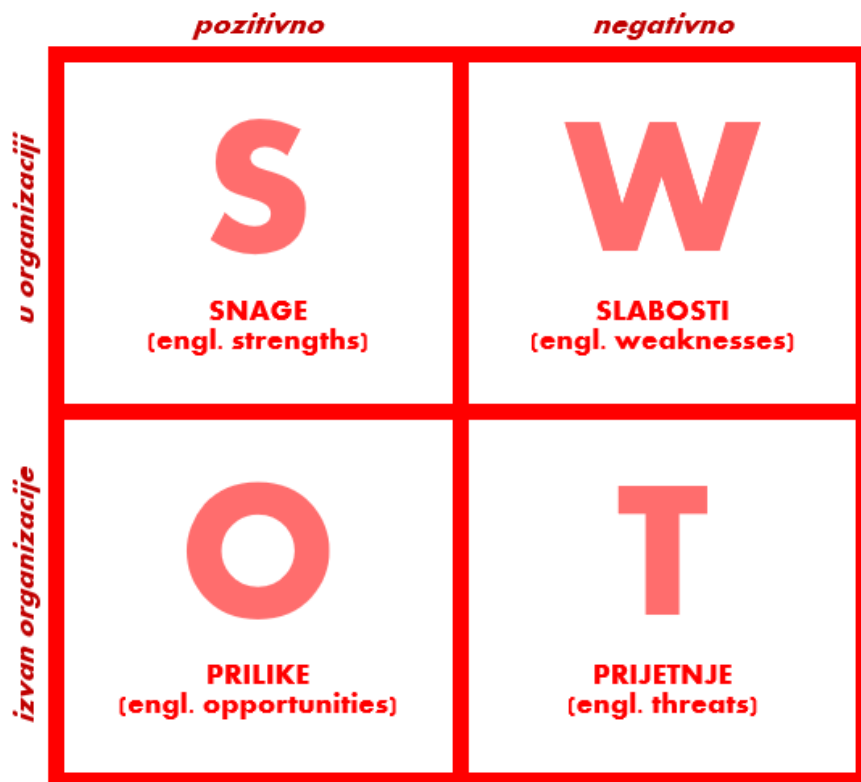 pozitivno
negativno
u organizaciji
S
SNAGE
(engl. strengths)
W
SLABOSTI
(engl. weaknesses)
izvan organizacije
O
PRILIKE
(engl. opportunities)
T
PRIJETNJE
(engl. threats)